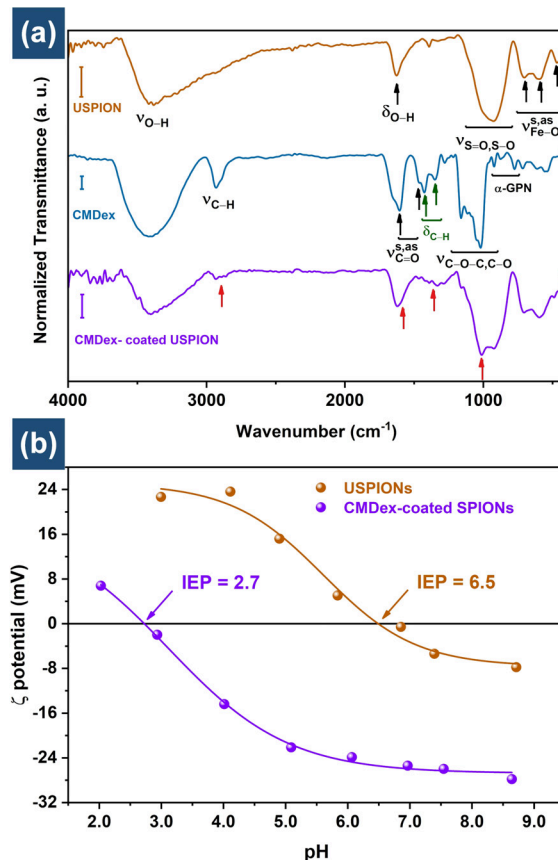 (a)
Normalized Transmittance (a. u.)
USPION
νO–H
δO–H
νS=O,S–O
νs,as Fe–O
CMDex
νC–H
νs,as C=O
δC–H
νC–O–C,C–O
α-GPN
CMDex- coated USPION
4000 3000 2000 1000
Wavenumber (cm⁻¹)
(b)
ζ potential (mV)
24
16
8
0
-8
-16
-24
-32
USPIONs
CMDex-coated SPIONs
IEP = 2.7
IEP = 6.5
2.0 3.0 4.0 5.0 6.0 7.0 8.0 9.0
pH